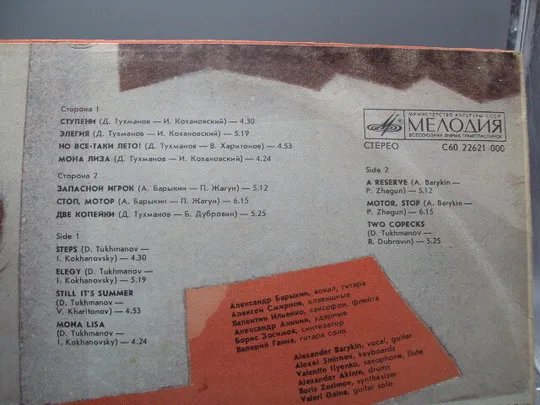 Сторона 1
СТУПЕНИ (Д. Тухманов — И. Кохановский) — 4.30
ЭЛЕГИЯ (Д. Тухманов — И. Кохановский) — 5.19
НО ВСЕ-ТАКИ ЛЕТО! (Д. Тухманов — В. Харитонов) — 4.53
МОНА ЛИЗА (Д. Тухманов — И. Кохановский) — 4.24
Сторона 2
ЗАПАСНОЙ ИГРОК (А. Барыкин — П. Жагун) — 5.12
СТОП, МОТОР (А. Барыкин — П. Жагун) — 6.15
ДВЕ КОПЕЙКИ (Д. Тухманов — Б. Дубровин) — 5.25
Side 1
STEPS (D. Tukhmanov —
I. Kokhanovsky) — 4.30
ELEGY (D. Tukhmanov —
I. Kokhanovsky) — 5.19
STILL IT'S SUMMER
(D. Tukhmanov —
V. Kharitonov) — 4.53
MONA LISA
(D. Tukhmanov —
I. Kokhanovsky) — 4.24
МИНИСТЕРСТВО КУЛЬТУРЫ СССР
МЕЛОДИЯ
ВСЕСОЮЗНАЯ ФИРМА ГРАМПЛАСТИНОК
СТЕРЕО С60 22621 000
Side 2
A RESERVE (A. Barykin —
P. Zhagun) — 5.12
MOTOR, STOP (A. Barykin —
P. Zhagun) — 6.15
TWO COPECKS
(D. Tukhmanov —
B. Dubrovin) — 5.25
Александр Барыкин, вокал, гитара
Алексей Смирнов, клавишные
Валентин Ильенко, саксофон, флейта
Александр Акинин, ударные
Борис Зосимов, синтезатор
Валерий Гаина, гитара соло
Alexander Barykin, vocal, guitar
Alexei Smirnov, keyboards
Valentin Ilyenko, saxophone, flute
Alexander Akinin, drums
Boris Zosimov, synthesizer
Valeri Gaina, guitar solo